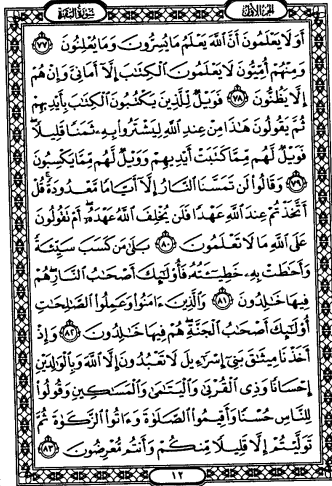 الجزء الأول سورة البقرة
أَوَلَا يَعْلَمُونَ أَنَّ ٱللَّهَ يَعْلَمُ مَا يُسِرُّونَ وَمَا يُعْلِنُونَ ٧٧
وَمِنْهُمْ أُمِّيُّونَ لَا يَعْلَمُونَ ٱلْكِتَٰبَ إِلَّآ أَمَانِىَّ وَإِنْ هُمْ
إِلَّا يَظُنُّونَ ٧٨ فَوَيْلٌ لِّلَّذِينَ يَكْتُبُونَ ٱلْكِتَٰبَ بِأَيْدِيهِمْ
ثُمَّ يَقُولُونَ هَٰذَا مِنْ عِندِ ٱللَّهِ لِيَشْتَرُوا۟ بِهِۦ ثَمَنًا قَلِيلًا ۖ
فَوَيْلٌ لَّهُم مِّمَّا كَتَبَتْ أَيْدِيهِمْ وَوَيْلٌ لَّهُم مِّمَّا يَكْسِبُونَ
٧٩ وَقَالُوا۟ لَن تَمَسَّنَا ٱلنَّارُ إِلَّآ أَيَّامًا مَّعْدُودَةً ۚ قُلْ
أَتَّخَذْتُمْ عِندَ ٱللَّهِ عَهْدًا فَلَن يُخْلِفَ ٱللَّهُ عَهْدَهُۥٓ ۖ أَمْ تَقُولُونَ
عَلَى ٱللَّهِ مَا لَا تَعْلَمُونَ ٨٠ بَلَىٰ مَن كَسَبَ سَيِّئَةً
وَأَحَٰطَتْ بِهِۦ خَطِيٓـَٔتُهُۥ فَأُو۟لَٰٓئِكَ أَصْحَٰبُ ٱلنَّارِ ۖ هُمْ
فِيهَا خَٰلِدُونَ ٨١ وَٱلَّذِينَ ءَامَنُوا۟ وَعَمِلُوا۟ ٱلصَّٰلِحَٰتِ
أُو۟لَٰٓئِكَ أَصْحَٰبُ ٱلْجَنَّةِ ۖ هُمْ فِيهَا خَٰلِدُونَ ٨٢ وَإِذْ
أَخَذْنَا مِيثَٰقَ بَنِىٓ إِسْرَٰٓءِيلَ لَا تَعْبُدُونَ إِلَّا ٱللَّهَ وَبِٱلْوَٰلِدَيْنِ
إِحْسَانًا وَذِى ٱلْقُرْبَىٰ وَٱلْيَتَٰمَىٰ وَٱلْمَسَٰكِينِ وَقُولُوا۟
لِلنَّاسِ حُسْنًا وَأَقِيمُوا۟ ٱلصَّلَوٰةَ وَءَاتُوا۟ ٱلزَّكَوٰةَ ثُمَّ
تَوَلَّيْتُمْ إِلَّا قَلِيلًا مِّنكُمْ وَأَنتُم مُّعْرِضُونَ ٨٣
١٢